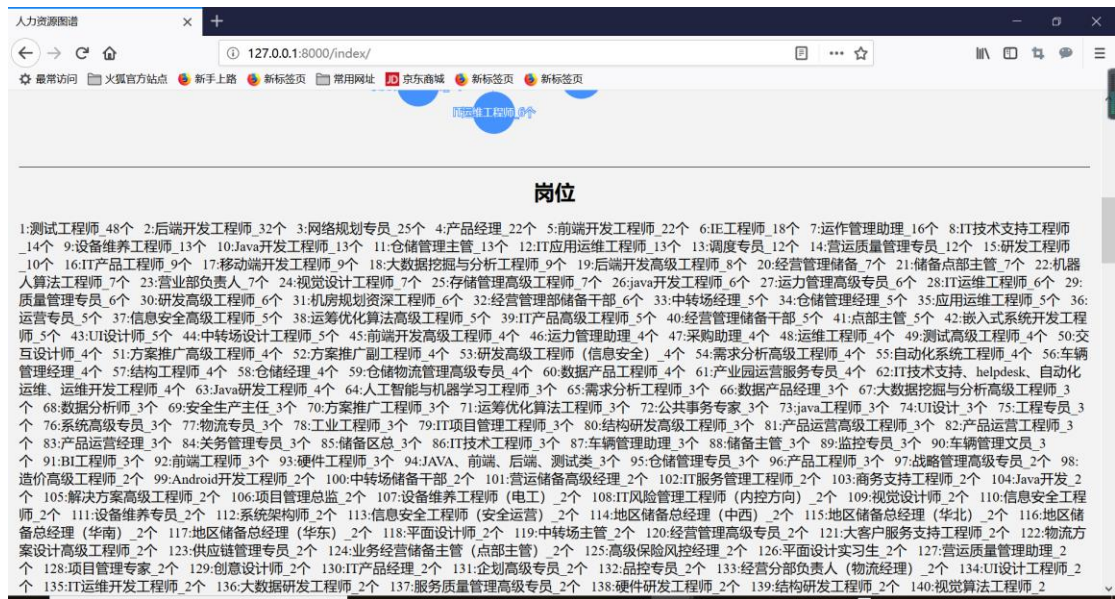 人力资源图谱
127.0.0.1:8000/index/
最常访问 火狐官方站点 新手上路 新标签页 常用网址 JD 京东商城 新标签页 新标签页
IT运维工程师_6个
岗位
1:测试工程师_48个 2:后端开发工程师_32个 3:网络规划专员_25个 4:产品经理_22个 5:前端开发工程师_22个 6:IE工程师_18个 7:运作管理助理_16个 8:IT技术支持工程师
_14个 9:设备维养工程师_13个 10:Java开发工程师_13个 11:仓储管理主管_13个 12:IT应用运维工程师_13个 13:调度专员_12个 14:营运质量管理专员_12个 15:研发工程师
_10个 16:IT产品工程师_9个 17:移动端开发工程师_9个 18:大数据挖掘与分析工程师_9个 19:后端开发高级工程师_8个 20:经营管理储备_7个 21:储备点部主管_7个 22:机器
人算法工程师_7个 23:营业部负责人_7个 24:视觉设计工程师_7个 25:存储管理高级工程师_7个 26:java开发工程师_6个 27:运力管理高级专员_6个 28:IT运维工程师_6个 29:
质量管理专员_6个 30:研发高级工程师_6个 31:机房规划资深工程师_6个 32:经营管理部储备干部_6个 33:中转场经理_5个 34:仓储管理经理_5个 35:应用运维工程师_5个 36:
运营专员_5个 37:信息安全高级工程师_5个 38:运筹优化算法高级工程师_5个 39:IT产品高级工程师_5个 40:经营管理储备干部_5个 41:点部主管_5个 42:嵌入式系统开发工程
师_5个 43:UI设计师_5个 44:中转场设计工程师_5个 45:前端开发高级工程师_4个 46:运力管理助理_4个 47:采购助理_4个 48:运维工程师_4个 49:测试高级工程师_4个 50:交
互设计师_4个 51:方案推广高级工程师_4个 52:方案推广副工程师_4个 53:研发高级工程师（信息安全）_4个 54:需求分析高级工程师_4个 55:自动化系统工程师_4个 56:车辆
管理经理_4个 57:结构工程师_4个 58:仓储经理_4个 59:仓储物流管理高级专员_4个 60:数据产品工程师_4个 61:产业园运营服务专员_4个 62:IT技术支持、helpdesk、自动化
运维、运维开发工程师_4个 63:Java研发工程师_4个 64:人工智能与机器学习工程师_3个 65:需求分析工程师_3个 66:数据产品经理_3个 67:大数据挖掘与分析高级工程师_3
个 68:数据分析师_3个 69:安全生产主任_3个 70:方案推广工程师_3个 71:运筹优化算法工程师_3个 72:公共事务专家_3个 73:java工程师_3个 74:UI设计_3个 75:工程专员_3
个 76:系统高级专员_3个 77:物流专员_3个 78:工业工程师_3个 79:IT项目管理工程师_3个 80:结构研发高级工程师_3个 81:产品运营高级工程师_3个 82:产品运营工程师_3
个 83:产品运营经理_3个 84:关务管理专员_3个 85:储备区总_3个 86:IT技术工程师_3个 87:车辆管理助理_3个 88:储备主管_3个 89:监控专员_3个 90:车辆管理文员_3
个 91:BI工程师_3个 92:前端工程师_3个 93:硬件工程师_3个 94:JAVA、前端、后端、测试类_3个 95:仓储管理专员_3个 96:产品工程师_3个 97:战略管理高级专员_2个 98:
造价高级工程师_2个 99:Android开发工程师_2个 100:中转场储备干部_2个 101:营运储备高级经理_2个 102:IT服务管理工程师_2个 103:商务支持工程师_2个 104:Java开发_2
个 105:解决方案高级工程师_2个 106:项目管理总监_2个 107:设备维养工程师（电工）_2个 108:IT风险管理工程师（内控方向）_2个 109:视觉设计师_2个 110:信息安全工程
师_2个 111:设备维养专员_2个 112:系统架构师_2个 113:信息安全工程师（安全运营）_2个 114:地区储备总经理（中西）_2个 115:地区储备总经理（华北）_2个 116:地区储
备总经理（华南）_2个 117:地区储备总经理（华东）_2个 118:平面设计师_2个 119:中转场主管_2个 120:经营管理高级专员_2个 121:大客户服务支持工程师_2个 122:物流方
案设计高级工程师_2个 123:供应链管理专员_2个 124:业务经营储备主管（点部主管）_2个 125:高级保险风控经理_2个 126:平面设计实习生_2个 127:营运质量管理助理_2
个 128:项目管理专家_2个 129:创意设计师_2个 130:IT产品经理_2个 131:企划高级专员_2个 132:品控专员_2个 133:经营分部负责人（物流经理）_2个 134:UI设计工程师_2
个 135:IT运维开发工程师_2个 136:大数据研发工程师_2个 137:服务质量管理高级专员_2个 138:硬件研发工程师_2个 139:结构研发工程师_2个 140:视觉算法工程师_2